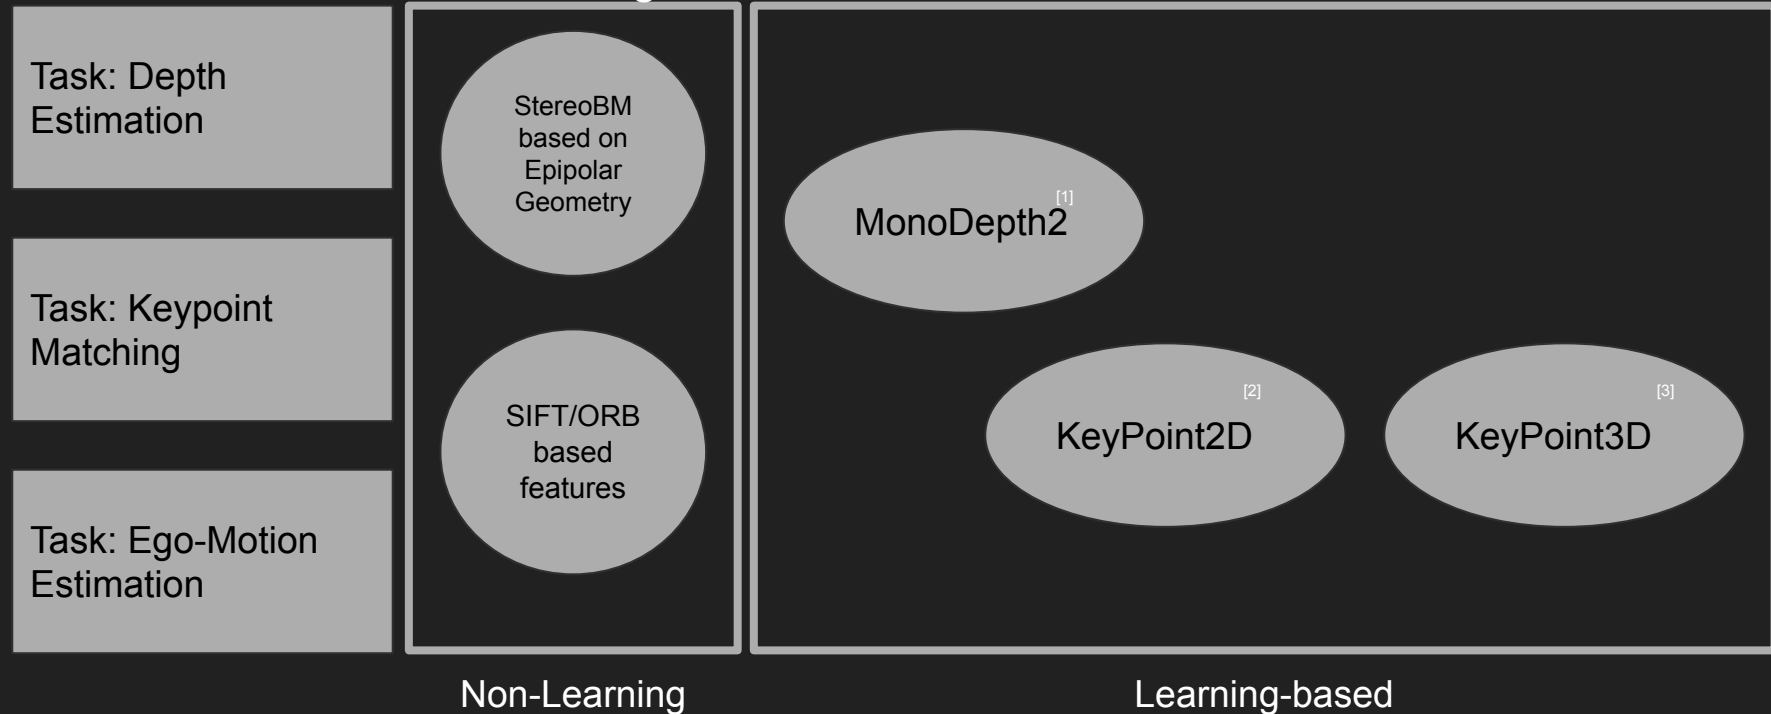 Task: Depth
Estimation
StereoBM
based on
Epipolar
Geometry
MonoDepth2
[1]
Task: Keypoint
Matching
SIFT/ORB
based
features
KeyPoint2D
[2]
KeyPoint3D
[3]
Task: Ego-Motion
Estimation
Non-Learning
Learning-based